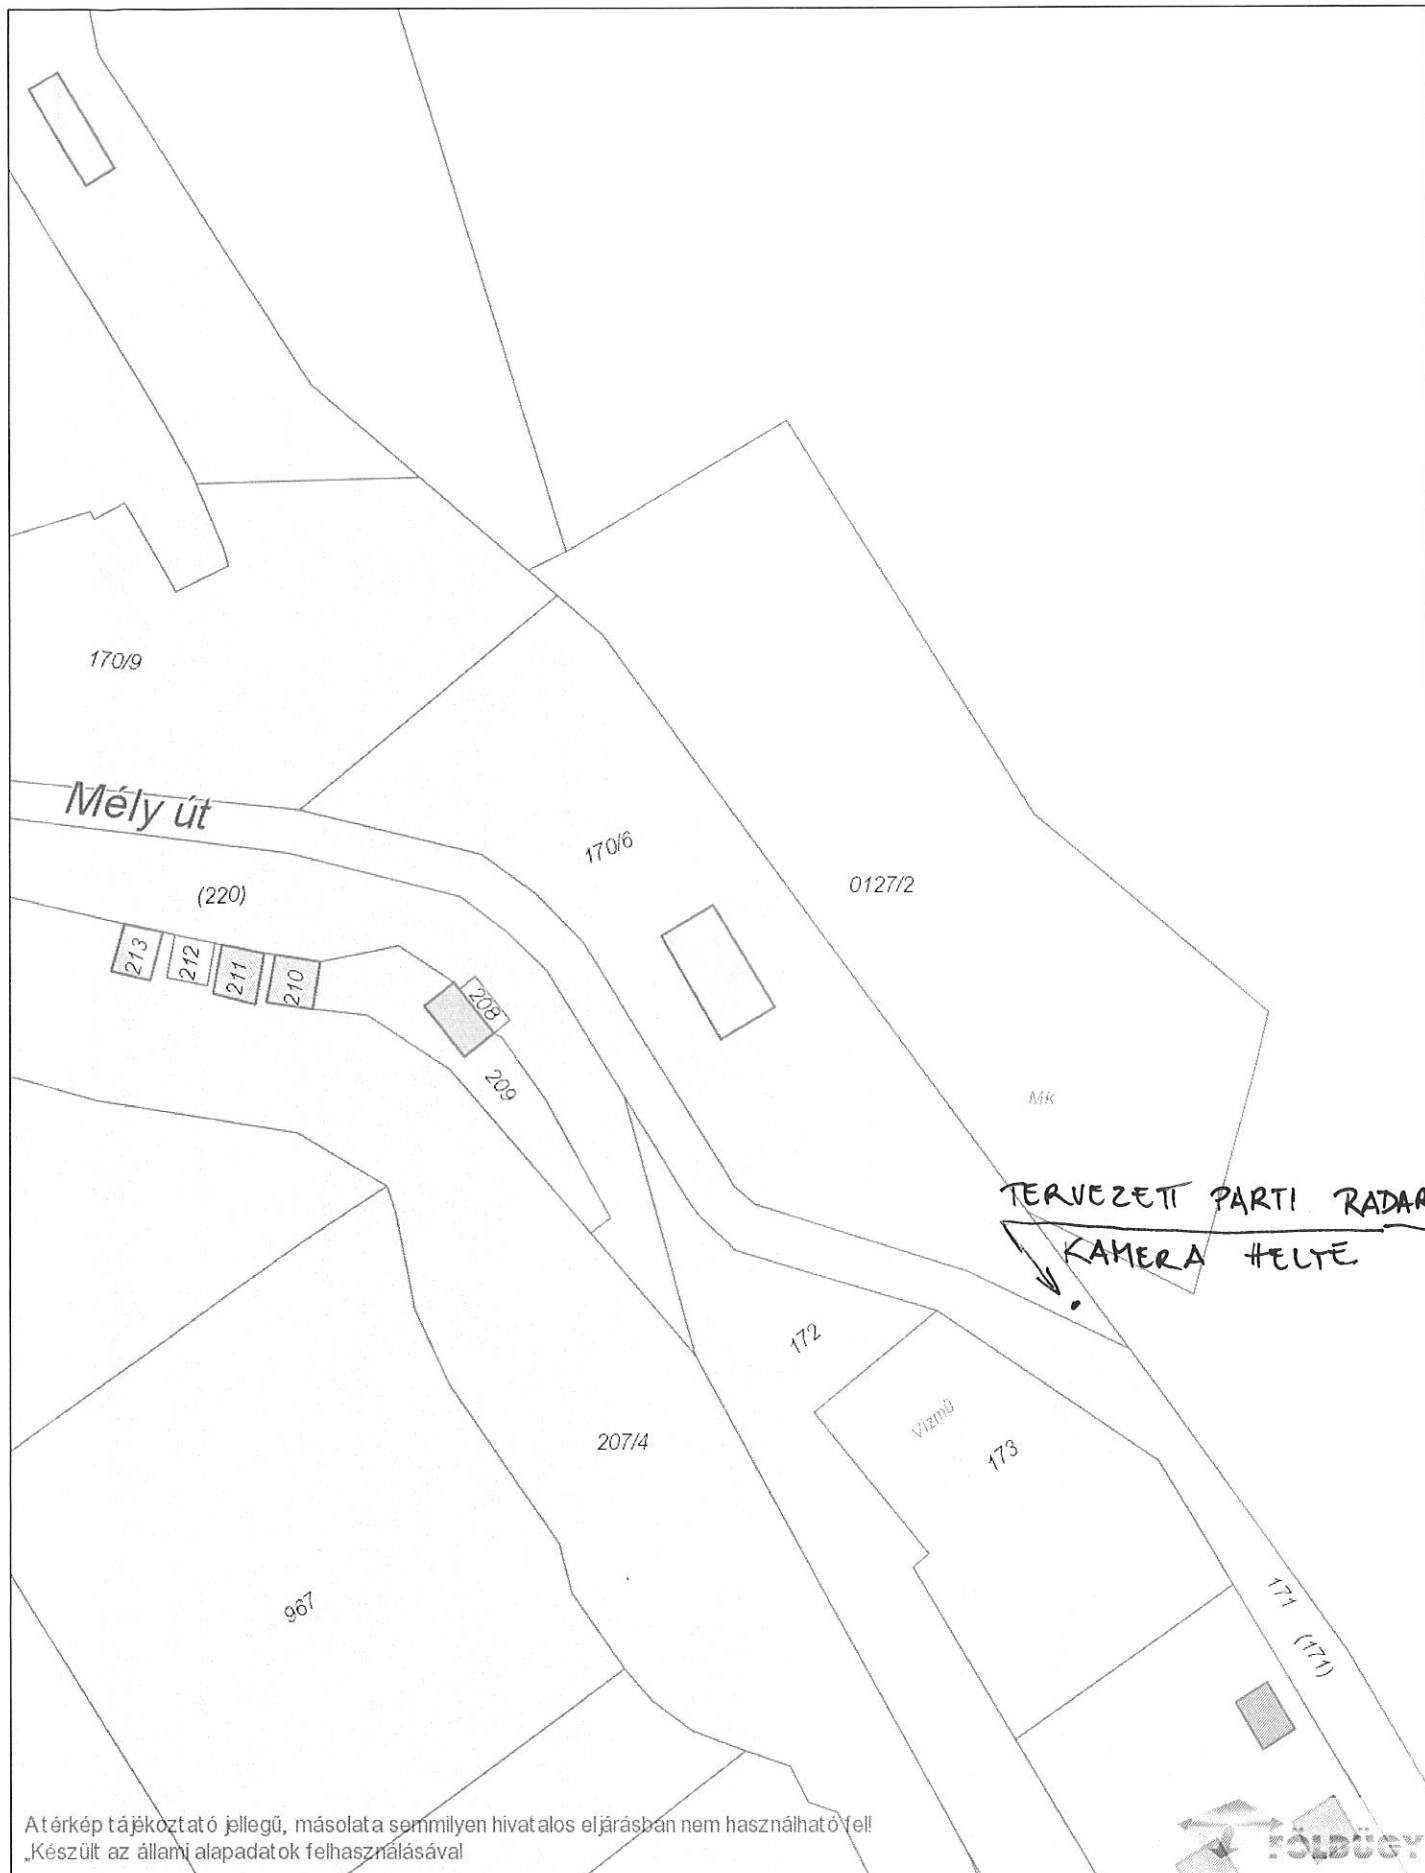 170/9
Mély út
170/6
0127/2
(220)
213
212
211
210
208
209
Mk
TERVEZETT PARTI RADAR
KAMERA HELYE
172
Vízmű
173
207/4
967
171
(171)
A térkép tájékoztató jellegű, másolata semmilyen hivatalos eljárásban nem használható fel!
„Készült az állami alapadatok felhasználásával
FÖLDÜGY